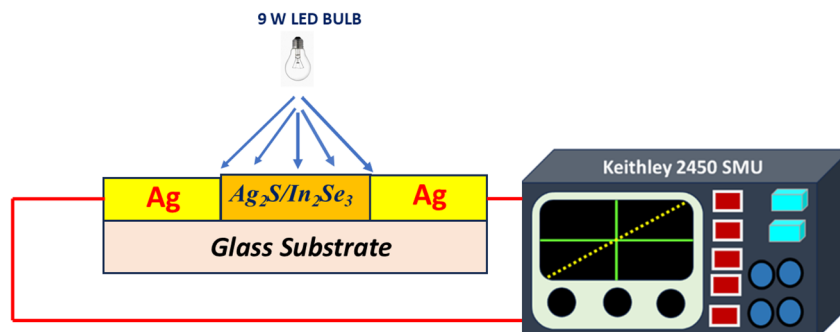 9 W LED BULB
Keithley 2450 SMU
Ag Ag₂S/In₂Se₃ Ag
Glass Substrate